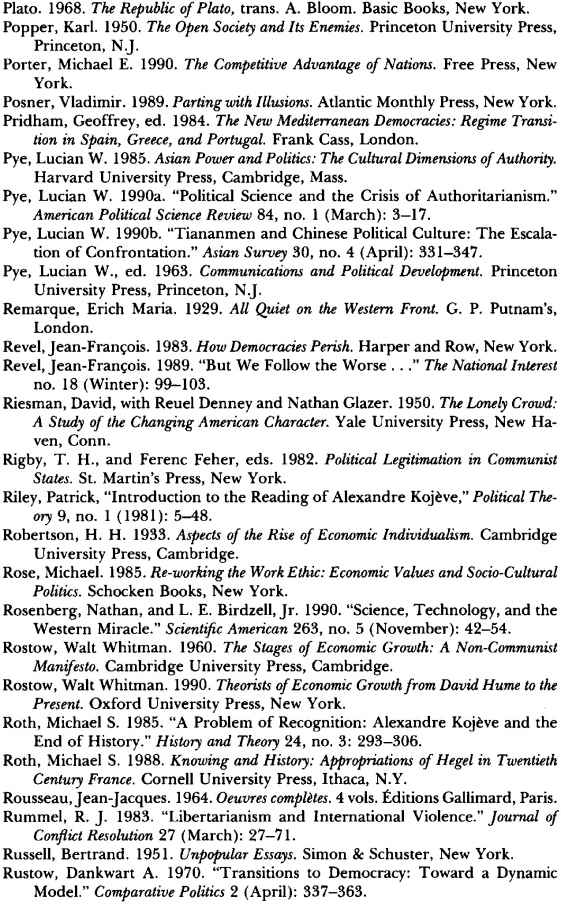 Plato. 1968. The Republic of Plato, trans. A. Bloom. Basic Books, New York.
Popper, Karl. 1950. The Open Society and Its Enemies. Princeton University Press,
Princeton, N.J.
Porter, Michael E. 1990. The Competitive Advantage of Nations. Free Press, New
York.
Posner, Vladimir. 1989. Parting with Illusions. Atlantic Monthly Press, New York.
Pridham, Geoffrey, ed. 1984. The New Mediterranean Democracies: Regime Transi-
tion in Spain, Greece, and Portugal. Frank Cass, London.
Pye, Lucian W. 1985. Asian Power and Politics: The Cultural Dimensions of Authority.
Harvard University Press, Cambridge, Mass.
Pye, Lucian W. 1990a. “Political Science and the Crisis of Authoritarianism.”
American Political Science Review 84, no. 1 (March): 3–17.
Pye, Lucian W. 1990b. “Tiananmen and Chinese Political Culture: The Escala-
tion of Confrontation.” Asian Survey 30, no. 4 (April): 331–347.
Pye, Lucian W., ed. 1963. Communications and Political Development. Princeton
University Press, Princeton, N.J.
Remarque, Erich Maria. 1929. All Quiet on the Western Front. G. P. Putnam’s,
London.
Revel, Jean-François. 1983. How Democracies Perish. Harper and Row, New York.
Revel, Jean-François. 1989. “But We Follow the Worse . . .” The National Interest
no. 18 (Winter): 99–103.
Riesman, David, with Reuel Denney and Nathan Glazer. 1950. The Lonely Crowd:
A Study of the Changing American Character. Yale University Press, New Ha-
ven, Conn.
Rigby, T. H., and Ferenc Feher, eds. 1982. Political Legitimation in Communist
States. St. Martin’s Press, New York.
Riley, Patrick, “Introduction to the Reading of Alexandre Kojève,” Political The-
ory 9, no. 1 (1981): 5–48.
Robertson, H. H. 1933. Aspects of the Rise of Economic Individualism. Cambridge
University Press, Cambridge.
Rose, Michael. 1985. Re-working the Work Ethic: Economic Values and Socio-Cultural
Politics. Schocken Books, New York.
Rosenberg, Nathan, and L. E. Birdzell, Jr. 1990. “Science, Technology, and the
Western Miracle.” Scientific American 263, no. 5 (November): 42–54.
Rostow, Walt Whitman. 1960. The Stages of Economic Growth: A Non-Communist
Manifesto. Cambridge University Press, Cambridge.
Rostow, Walt Whitman. 1990. Theorists of Economic Growth from David Hume to the
Present. Oxford University Press, New York.
Roth, Michael S. 1985. “A Problem of Recognition: Alexandre Kojève and the
End of History.” History and Theory 24, no. 3: 293–306.
Roth, Michael S. 1988. Knowing and History: Appropriations of Hegel in Twentieth
Century France. Cornell University Press, Ithaca, N.Y.
Rousseau, Jean-Jacques. 1964. Oeuvres complètes. 4 vols. Éditions Gallimard, Paris.
Rummel, R. J. 1983. “Libertarianism and International Violence.” Journal of
Conflict Resolution 27 (March): 27–71.
Russell, Bertrand. 1951. Unpopular Essays. Simon & Schuster, New York.
Rustow, Dankwart A. 1970. “Transitions to Democracy: Toward a Dynamic
Model.” Comparative Politics 2 (April): 337–363.